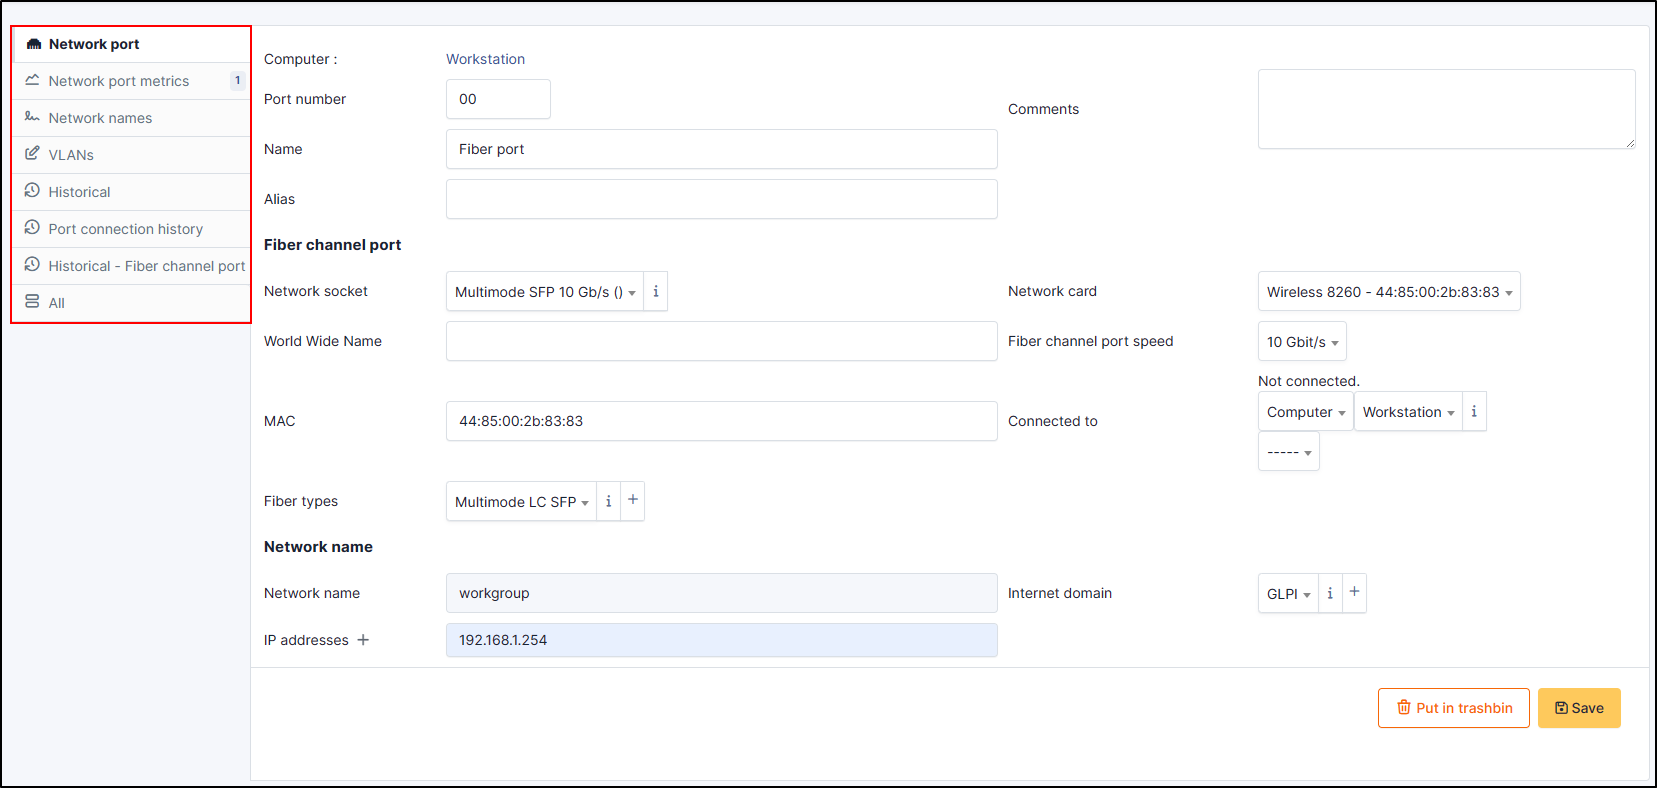 Network port
Network port metrics 1
Network names
VLANs
Historical
Port connection history
Historical - Fiber channel port
All
Computer : Workstation
Port number 00
Comments
Name Fiber port
Alias
Fiber channel port
Network socket Multimode SFP 10 Gb/s () i
Network card Wireless 8260 - 44:85:00:2b:83:83
World Wide Name
Fiber channel port speed 10 Gbit/s
MAC 44:85:00:2b:83:83
Connected to
Not connected.
Computer Workstation i
-----
Fiber types Multimode LC SFP i +
Network name
Network name workgroup
Internet domain GLPI i +
IP addresses + 192.168.1.254
Put in trashbin Save